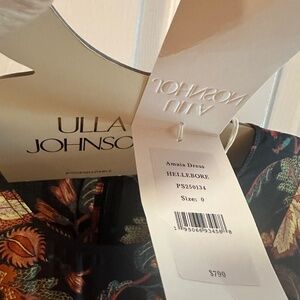 ULLA
JOHNSO
ULLA
JOHNSON
Amaia Dress
HELLEBORE
PS250134
Size: 0
$790